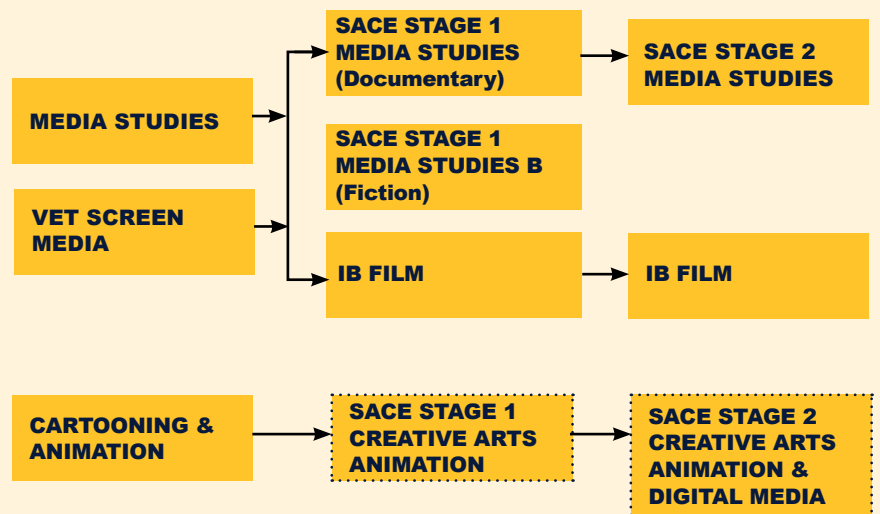 MEDIA STUDIES
VET SCREEN
MEDIA
SACE STAGE 1
MEDIA STUDIES
(Documentary)
SACE STAGE 1
MEDIA STUDIES B
(Fiction)
IB FILM
SACE STAGE 2
MEDIA STUDIES
IB FILM
CARTOONING &
ANIMATION
SACE STAGE 1
CREATIVE ARTS
ANIMATION
SACE STAGE 2
CREATIVE ARTS
ANIMATION &
DIGITAL MEDIA